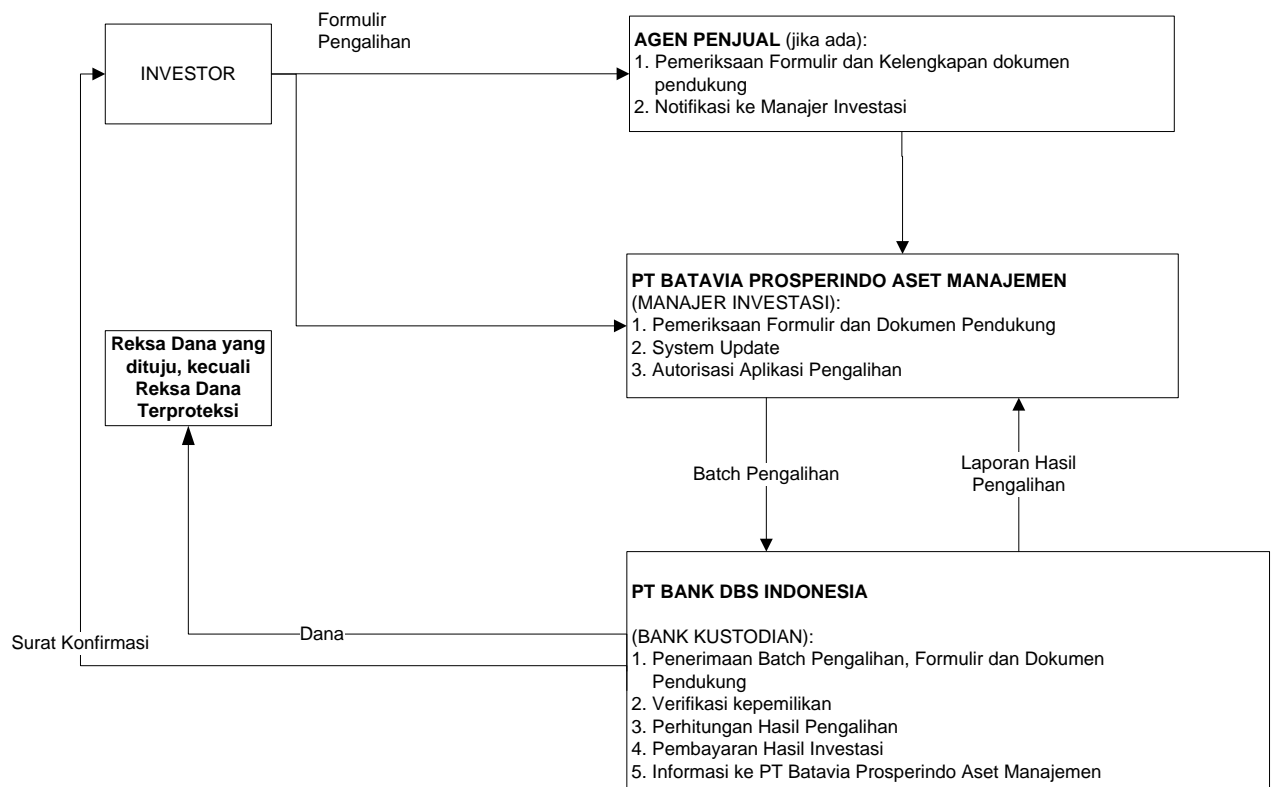 Formulir
Pengalihan
INVESTOR
AGEN PENJUAL (jika ada):
1. Pemeriksaan Formulir dan Kelengkapan dokumen
pendukung
2. Notifikasi ke Manajer Investasi
PT BATAVIA PROSPERINDO ASET MANAJEMEN
(MANAJER INVESTASI):
1. Pemeriksaan Formulir dan Dokumen Pendukung
2. System Update
3. Autorisasi Aplikasi Pengalihan
Reksa Dana yang
dituju, kecuali
Reksa Dana
Terproteksi
Batch Pengalihan
Laporan Hasil
Pengalihan
PT BANK DBS INDONESIA
(BANK KUSTODIAN):
1. Penerimaan Batch Pengalihan, Formulir dan Dokumen
Pendukung
2. Verifikasi kepemilikan
3. Perhitungan Hasil Pengalihan
4. Pembayaran Hasil Investasi
5. Informasi ke PT Batavia Prosperindo Aset Manajemen
Dana
Surat Konfirmasi